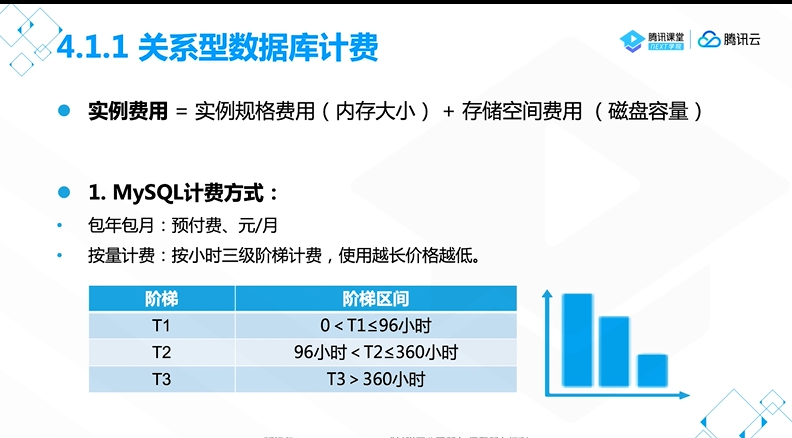 4.1.1 关系型数据库计费
腾讯课堂
NEXT学院
腾讯云
实例费用 = 实例规格费用（内存大小） + 存储空间费用 （磁盘容量）
1. MySQL计费方式：
包年包月：预付费、元/月
按量计费：按小时三级阶梯计费，使用越长价格越低。
阶梯 阶梯区间
T1 0＜T1≤96小时
T2 96小时＜T2≤360小时
T3 T3＞360小时